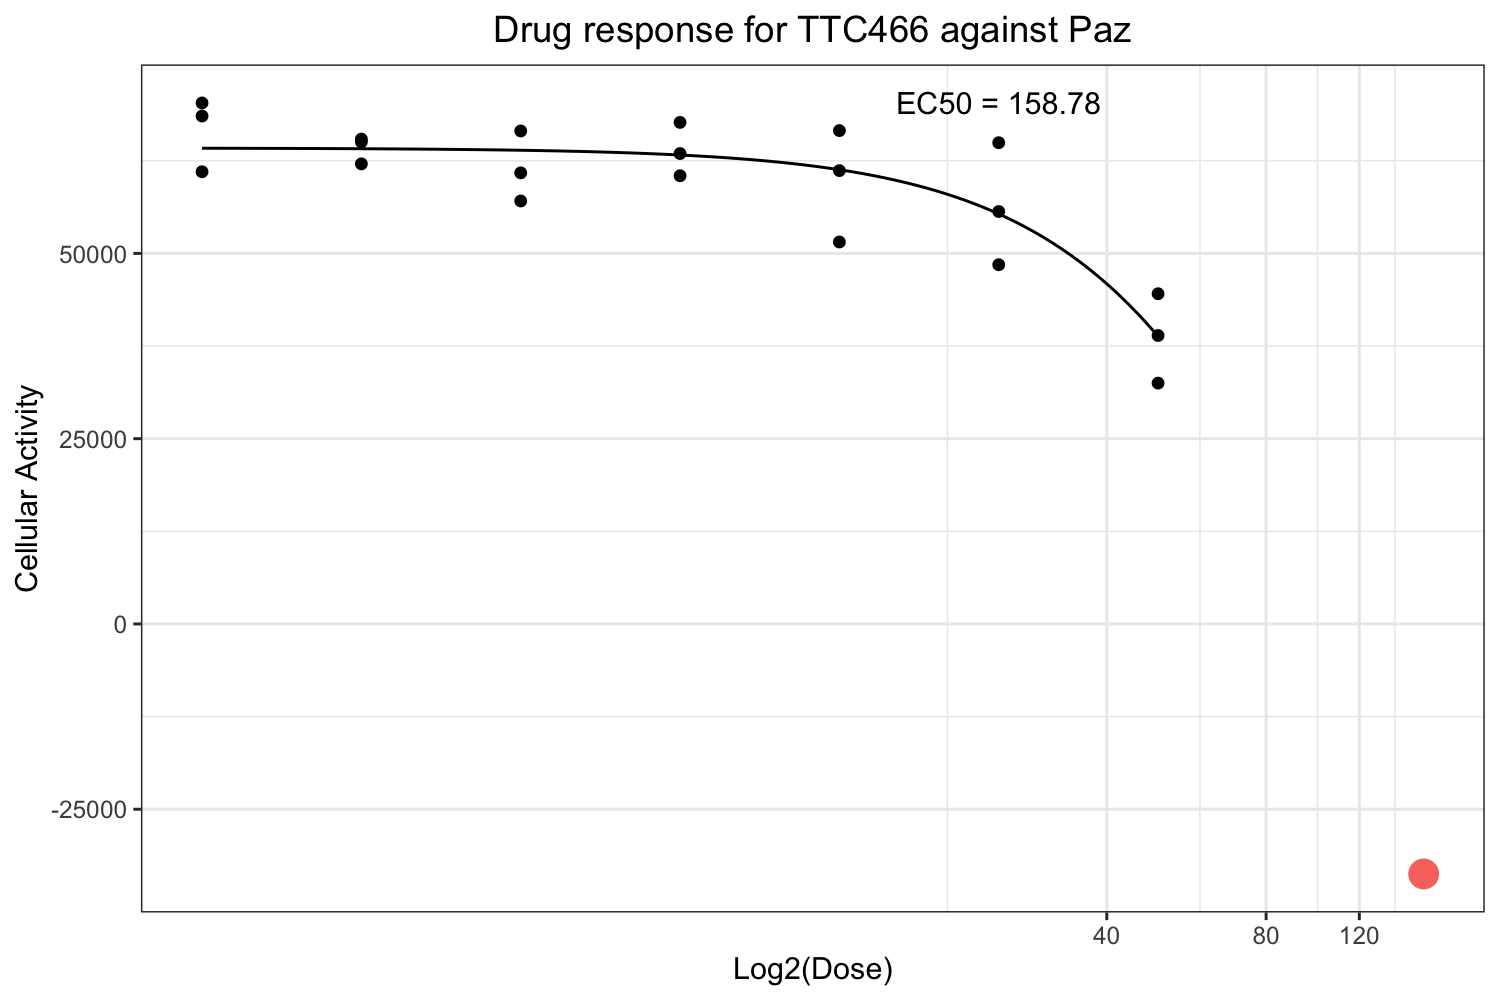 Drug response for TTC466 against Paz
EC50 = 158.78
50000
25000
0
-25000
Cellular Activity
40 80 120
Log2(Dose)